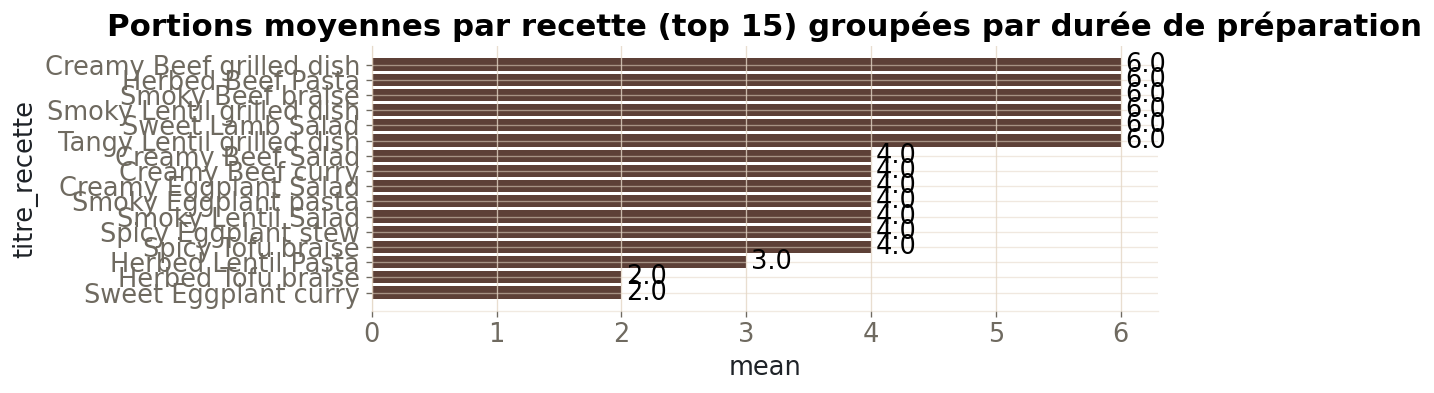 Portions moyennes par recette (top 15) groupées par durée de préparation
titre_recette
Creamy Beef grilled dish 6.0
Herbed Beef Pasta 6.0
Smoky Beef braise 6.0
Smoky Lentil grilled dish 6.0
Sweet Lamb Salad 6.0
Tangy Lentil grilled dish 6.0
Creamy Beef Salad 4.0
Creamy Beef curry 4.0
Creamy Eggplant Salad 4.0
Smoky Eggplant pasta 4.0
Smoky Lentil Salad 4.0
Spicy Eggplant stew 4.0
Spicy Tofu braise 4.0
Herbed Lentil Pasta 3.0
Herbed Tofu braise 2.0
Sweet Eggplant curry 2.0
0 1 2 3 4 5 6
mean